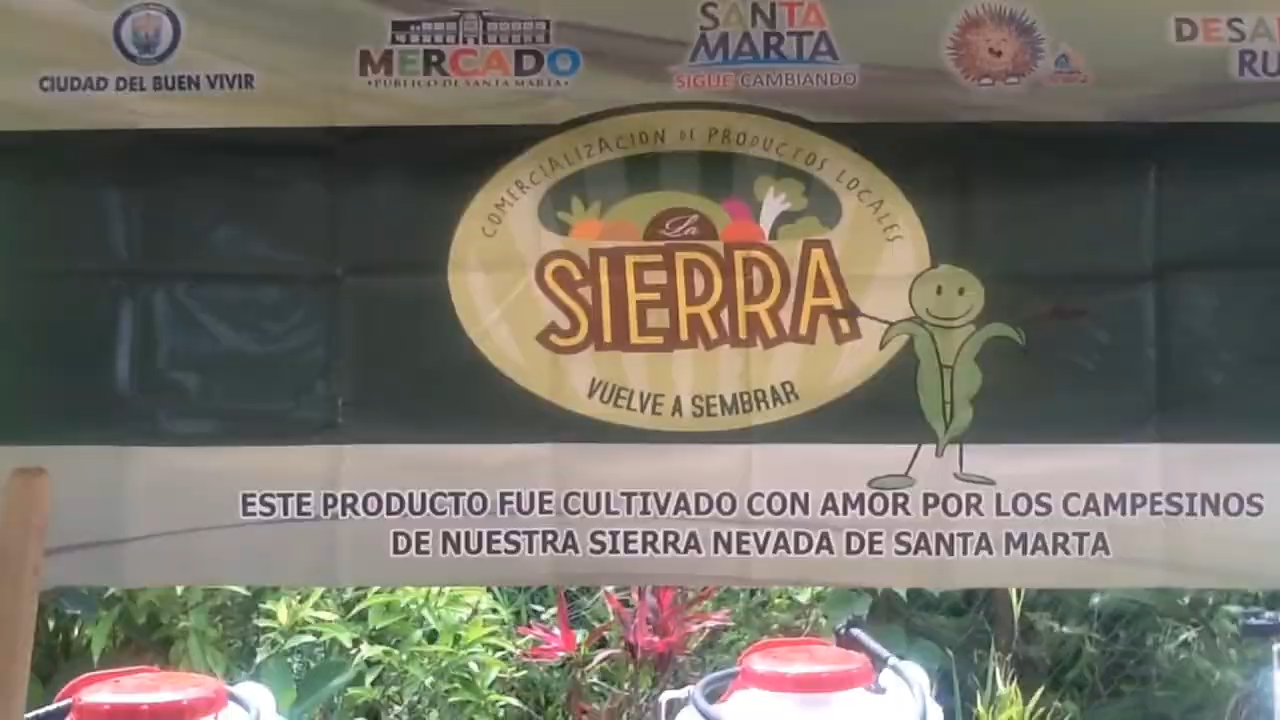 CIUDAD DEL BUEN VIVIR
MERCADO
•PÚBLICO DE SANTA MARTA•
SANTA
MARTA
SIGUE CAMBIANDO
COMERCIALIZACION DE PRODUCTOS LOCALES
La
SIERRA
VUELVE A SEMBRAR
ESTE PRODUCTO FUE CULTIVADO CON AMOR POR LOS CAMPESINOS
DE NUESTRA SIERRA NEVADA DE SANTA MARTA